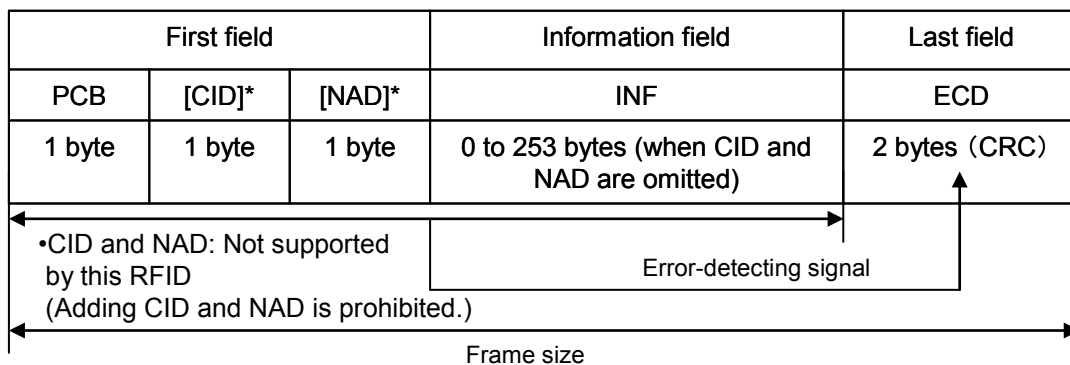 First field Information field Last field
PCB [CID]* [NAD]* INF ECD
1 byte 1 byte 1 byte 0 to 253 bytes (when CID and
NAD are omitted) 2 bytes（CRC）
•CID and NAD: Not supported
by this RFID
(Adding CID and NAD is prohibited.)
Error-detecting signal
Frame size